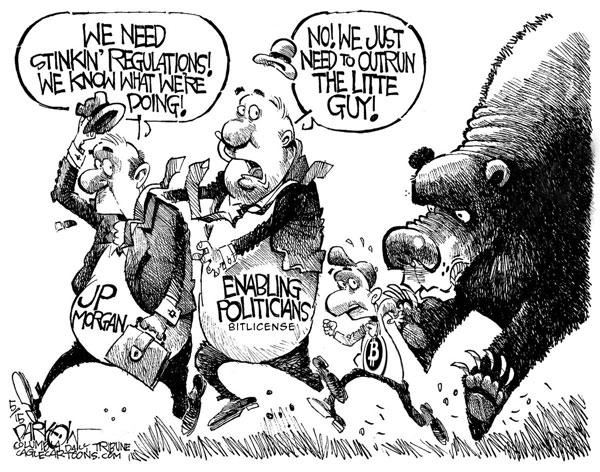 WE NEED
STINKIN' REGULATIONS!
WE KNOW WHAT WE'RE
DOING!
NO! WE JUST
NEED TO OUTRUN
THE LITTE
GUY!
JP
MORGAN
ENABLING
POLITICIANS
BITLICENSE
₿
DARKOW
COLUMBIA DAILY TRIBUNE
CAGLECARTOONS.COM